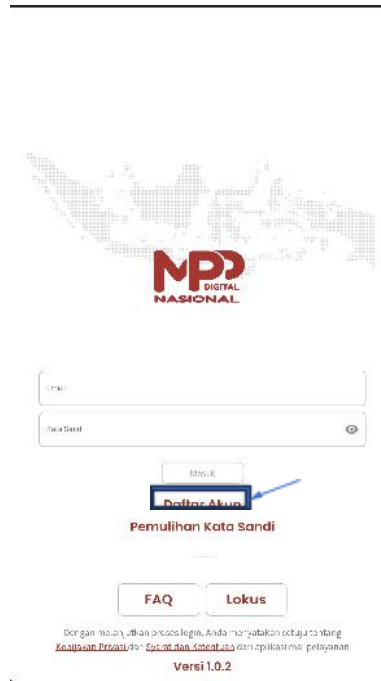 MPP
DIGITAL
NASIONAL
Email
Kata Sandi
Masuk
Daftar Akun
Pemulihan Kata Sandi
FAQ
Lokus
Dengan melanjutkan proses login, Anda menyatakan setuju tentang
Kebijakan Privasi dan Syarat dan Ketentuan dari aplikasi mal pelayanan
Versi 1.0.2